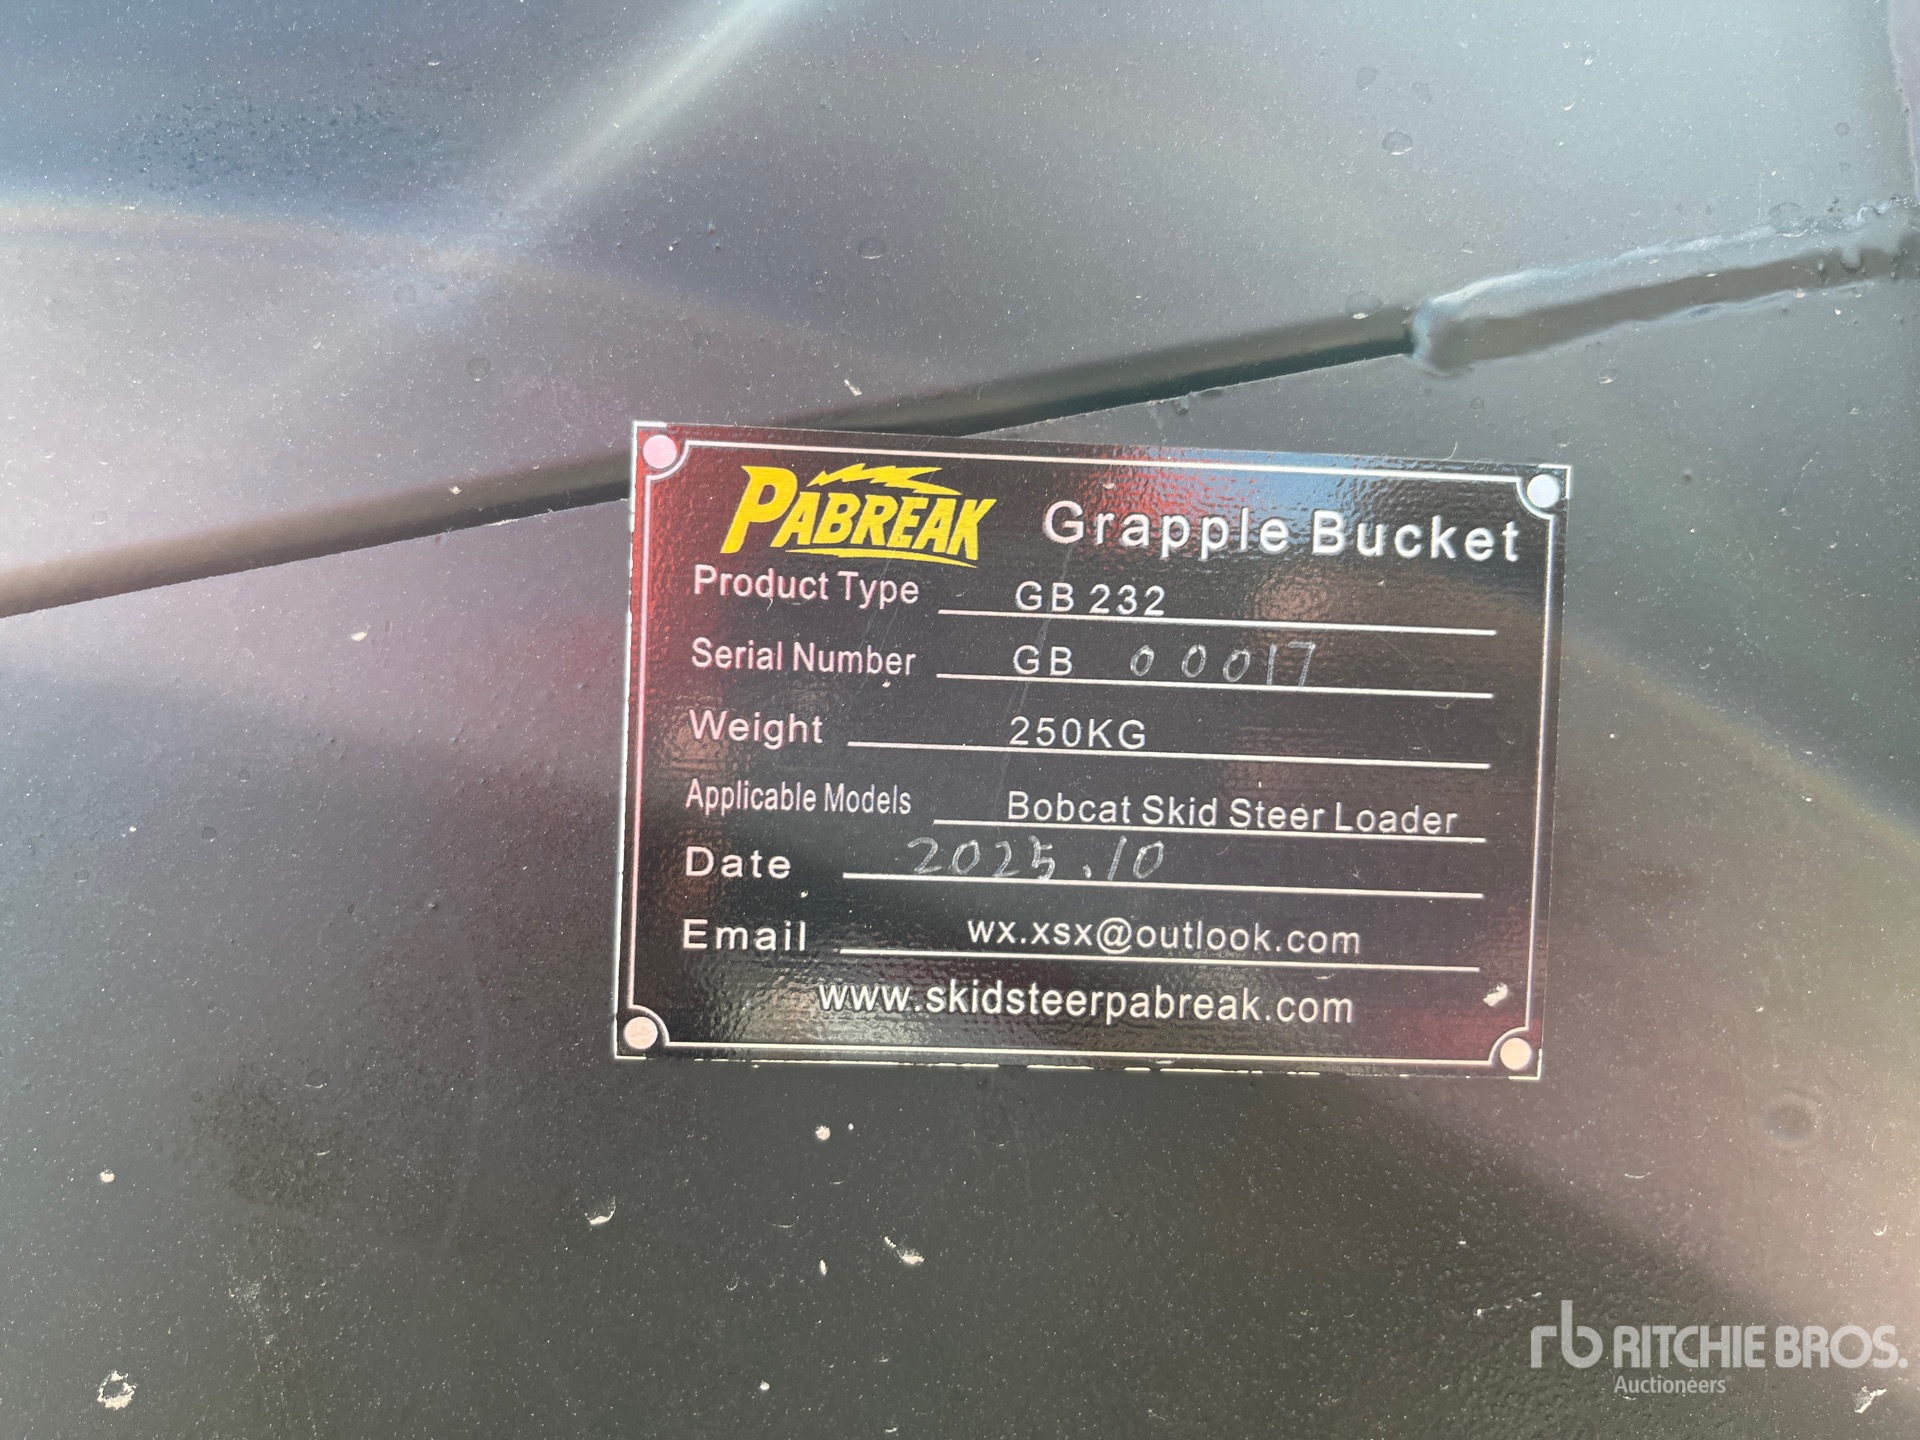 PABREAK Grapple Bucket
Product Type GB 232
Serial Number GB 00017
Weight 250KG
Applicable Models Bobcat Skid Steer Loader
Date 2025.10
Email wx.xsx@outlook.com
www.skidsteerpabreak.com
rb RITCHIE BROS.
Auctioneers